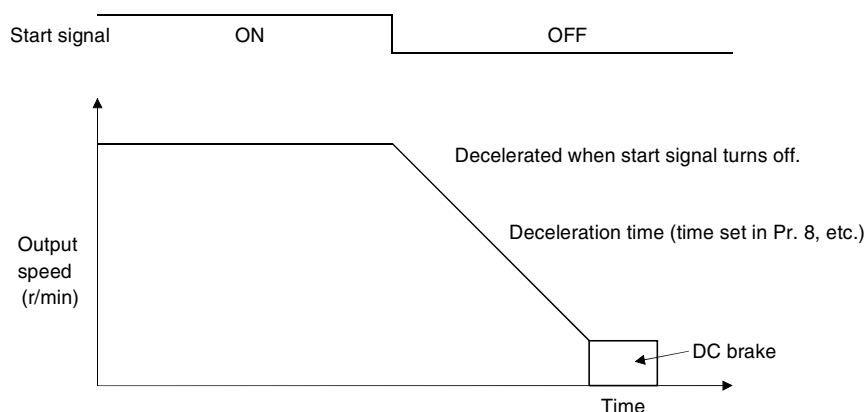 Start signal
ON
OFF
Decelerated when start signal turns off.
Deceleration time (time set in Pr. 8, etc.)
Output
speed
(r/min)
DC brake
Time